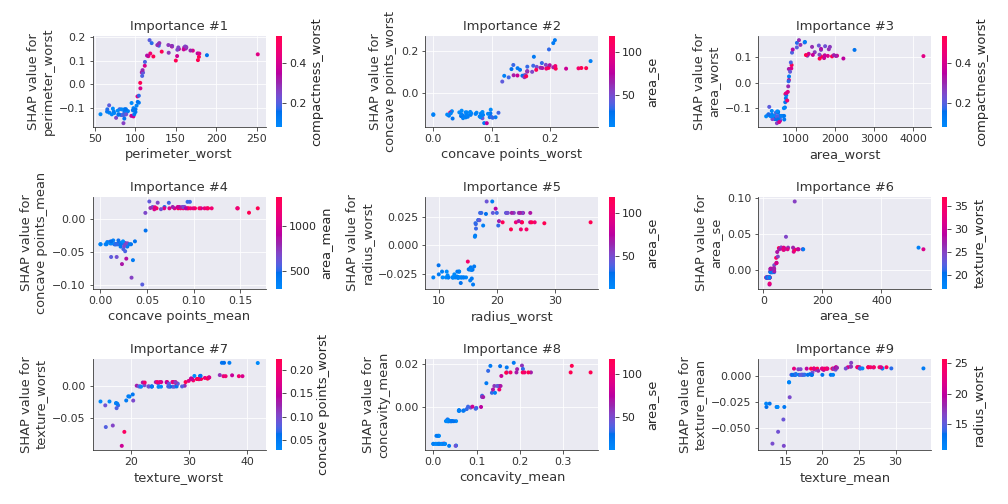 Importance #1
SHAP value for
perimeter_worst
0.2
0.1
0.0
−0.1
50
100
150
200
250
perimeter_worst
0.4
0.2
compactness_worst
Importance #2
SHAP value for
concave points_worst
0.1
0.0
0.0
0.1
0.2
concave points_worst
100
50
area_se
Importance #3
SHAP value for
area_worst
0.1
0.0
−0.1
1000
2000
3000
4000
area_worst
0.4
0.2
compactness_worst
Importance #4
SHAP value for
concave points_mean
0.00
−0.05
−0.10
0.00
0.05
0.10
0.15
concave points_mean
1000
500
area_mean
Importance #5
SHAP value for
radius_worst
0.025
0.000
−0.025
10
20
30
radius_worst
100
50
area_se
Importance #6
SHAP value for
area_se
0.10
0.05
0.00
0
200
400
area_se
35
30
25
20
texture_worst
Importance #7
SHAP value for
texture_worst
0.00
−0.05
20
30
40
texture_worst
0.20
0.15
0.10
0.05
concave points_worst
Importance #8
SHAP value for
concavity_mean
0.02
0.00
0.0
0.1
0.2
0.3
concavity_mean
100
50
area_se
Importance #9
SHAP value for
texture_mean
0.000
−0.025
−0.050
15
20
25
30
texture_mean
25
20
15
radius_worst